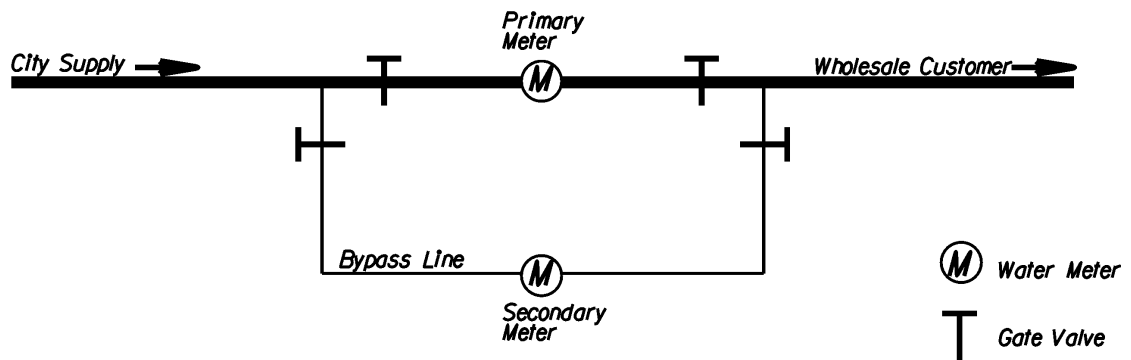 Primary
Meter
City Supply
Wholesale Customer
M
Bypass Line
M
Secondary
Meter
M
Water Meter
Gate Valve